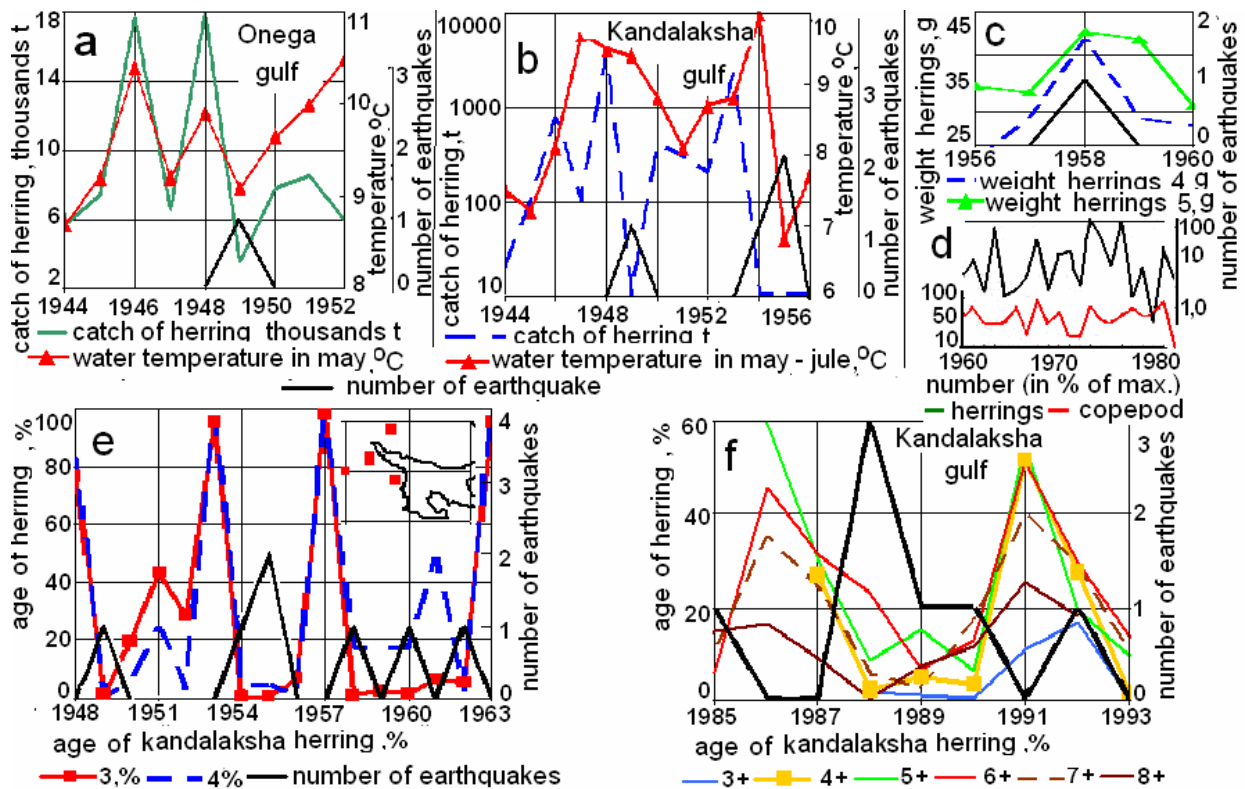 a
Onega
gulf
18
14
10
6
2
11
10
9
8
3
2
1
0
1944
1946
1948
1950
1952
catch of herring, thousands t
temperature °C
number of earthquakes
catch of herring thousands t
water temperature in may, °C
b
Kandalaksha
gulf
10000
1000
100
10
10
9
8
7
6
4
3
2
1
0
1944
1948
1952
1956
catch of herring,t
temperature °C
number of earthquakes
catch of herring t
water temperature in may - jule, °C
number of earthquake
c
45
35
25
2
1
0
1956
1958
1960
weight herrings, g
number of earthquakes
weight herrings 4,g
weight herrings 5,g
d
100
10
1,0
100
50
10
1960
1970
1980
number (in % of max.)
herrings
copepod
e
100
80
60
40
20
0
4
3
2
1
0
1948
1951
1954
1957
1960
1963
age of herring ,%
number of earthquakes
age of kandalaksha herring ,%
3,%
4%
number of earthquakes
f
Kandalaksha
gulf
60
40
20
0
3
2
1
0
1985
1987
1989
1991
1993
age of herring ,%
number of earthquakes
age of kandalaksha herring ,%
3+
4+
5+
6+
7+
8+